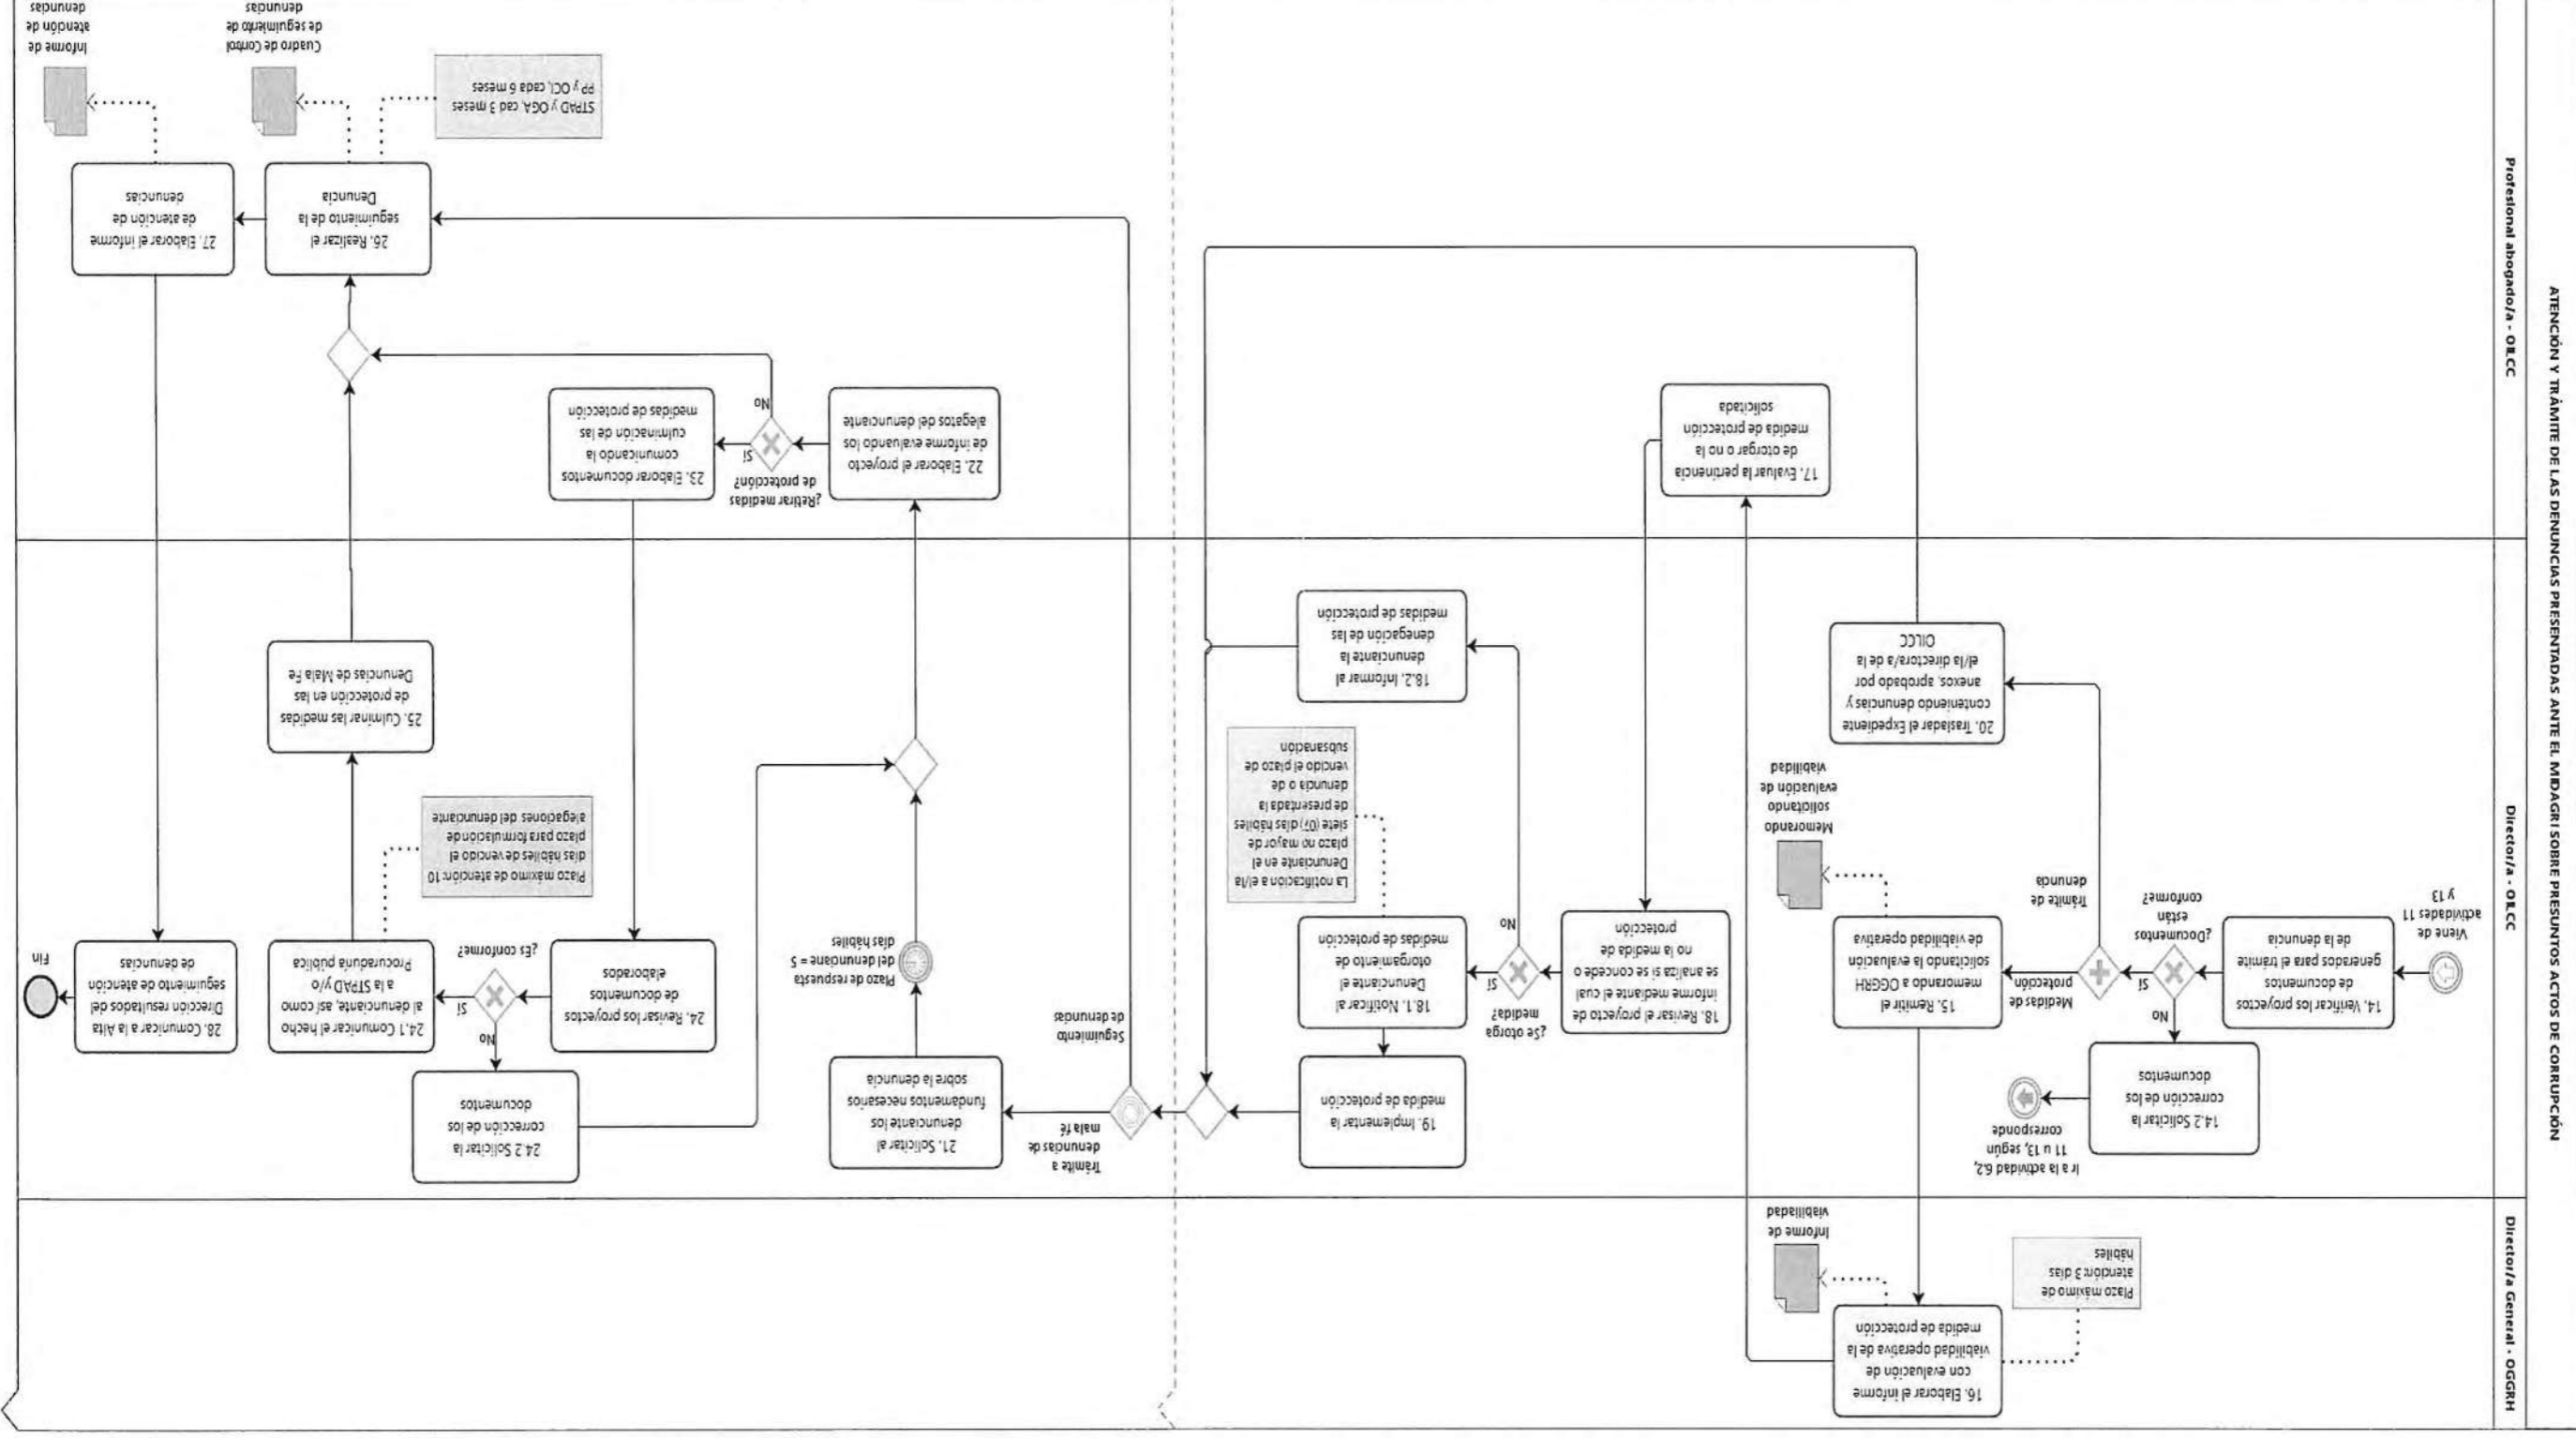 ATENCIÓN Y TRÁMITE DE LAS DENUNCIAS PRESENTADAS ANTE EL MIDAGRI SOBRE PRESUNTOS ACTOS DE CORRUPCIÓN
Director/a General - OGGRH
16. Elaborar el informe
con evaluación de
viabilidad operativa de la
medida de protección
Plazo máximo de
atención: 3 días
hábiles
Informe de
viabiliadad
Director/a - OILCC
Viene de
actividades 11
y 13
14. Verificar los proyectos
de documentos
generados para el trámite
de la denuncia
¿Documentos
están
conforme?
No
Sí
14.2 Solicitar la
corrección de los
documentos
Ir a la actividad 6.2,
11 u 13, según
corresponde
Medidas de
protección
Trámite de
denuncia
15. Remitir el
memorando a OGGRH
solicitando la evaluación
de viabilidad operativa
Memorando
solicitando
evaluación de
viabilidad
20. Trasladar el Expediente
conteniendo denuncias y
anexos, aprobado por
el/la director/a de la
OILCC
18. Revisar el proyecto de
informe mediante el cual
se analiza si se concede o
no la medida de
protección
¿Se otorga
medida?
Sí
No
18.1. Notificar al
Denunciante el
otorgamiento de
medidas de protección
19. Implementar la
medida de protección
La notificación a el/la
Denunciante en el
plazo no mayor de
siete (07) días hábiles
de presentada la
denuncia o de
vencido el plazo de
subsanación
18.2. Informar al
denunciante la
denegación de las
medidas de protección
Trámite a
denuncias de
mala fé
Seguimiento
de denuncias
21. Solicitar al
denunciante los
fundamentos necesarios
sobre la denuncia
Plazo de respuesta
del denunciane = 5
días hábiles
24. Revisar los proyectos
de documentos
elaborados
¿Es conforme?
No
Sí
24.2 Solicitar la
corrección de los
documentos
24.1 Comunicar el hecho
al denunciante, así como
a la STPAD y/o
Procuraduría pública
Plazo máximo de atención: 10
días hábiles de vencido el
plazo para formulación de
alegaciones del denunciante
25. Culminar las medidas
de protección en las
Denuncias de Mala Fe
28. Comunicar a la Alta
Dirección resultados del
seguimiento de atención
de denuncias
Fin
Profesional abogado/a - OILCC
17. Evaluar la pertinencia
de otorgar o no la
medida de protección
solicitada
22. Elaborar el proyecto
de informe evaluando los
alegatos del denunciante
¿Retirar medidas
de protección?
Sí
No
23. Elaborar documentos
comunicando la
culminación de las
medidas de protección
26. Realizar el
seguimiento de la
Denuncia
STPAD y OGA, cad 3 meses
PP y OCI, cada 6 meses
Cuadro de Control
de seguimiento de
denuncias
27. Elaborar el informe
de atención de
denuncias
Informe de
atención de
denuncias